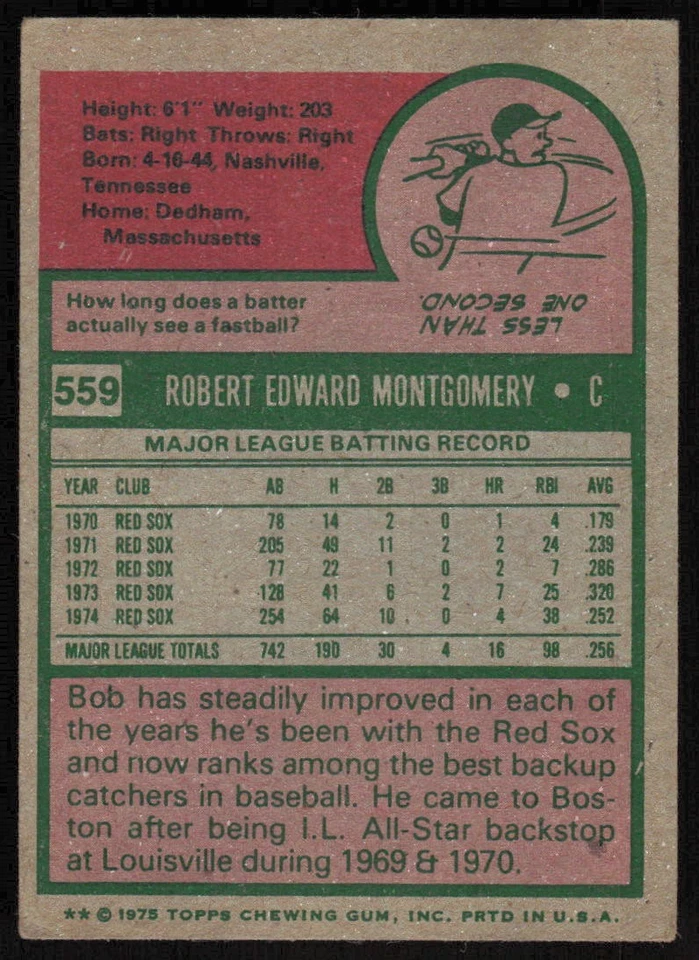 Height: 6'1" Weight: 203
Bats: Right Throws: Right
Born: 4-16-44, Nashville,
Tennessee
Home: Dedham,
Massachusetts
How long does a batter
actually see a fastball?
LESS THAN
ONE SECOND.
559 ROBERT EDWARD MONTGOMERY • C
MAJOR LEAGUE BATTING RECORD
YEAR CLUB AB H 2B 3B HR RBI AVG
1970 RED SOX 78 14 2 0 1 4 .179
1971 RED SOX 205 49 11 2 2 24 .239
1972 RED SOX 77 22 1 0 2 7 .286
1973 RED SOX 128 41 6 2 7 25 .320
1974 RED SOX 254 64 10 0 4 38 .252
MAJOR LEAGUE TOTALS 742 190 30 4 16 98 .256
Bob has steadily improved in each of
the years he's been with the Red Sox
and now ranks among the best backup
catchers in baseball. He came to Bos-
ton after being I.L. All-Star backstop
at Louisville during 1969 & 1970.
** © 1975 TOPPS CHEWING GUM, INC. PRTD IN U.S.A.